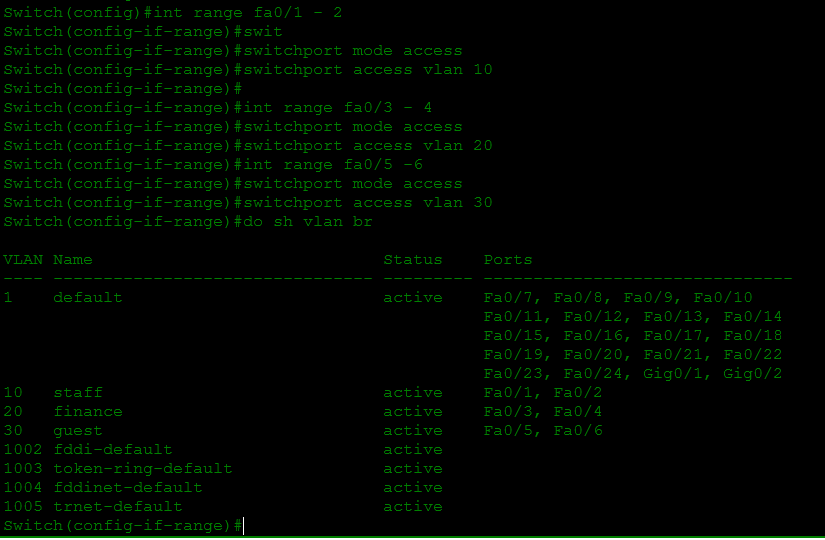 Switch(config)#int range fa0/1 - 2
Switch(config-if-range)#swit
Switch(config-if-range)#switchport mode access
Switch(config-if-range)#switchport access vlan 10
Switch(config-if-range)#
Switch(config-if-range)#int range fa0/3 - 4
Switch(config-if-range)#switchport mode access
Switch(config-if-range)#switchport access vlan 20
Switch(config-if-range)#int range fa0/5 -6
Switch(config-if-range)#switchport mode access
Switch(config-if-range)#switchport access vlan 30
Switch(config-if-range)#do sh vlan br

VLAN Name                             Status    Ports
---- -------------------------------- --------- -------------------------------
1    default                          active    Fa0/7, Fa0/8, Fa0/9, Fa0/10
                                                Fa0/11, Fa0/12, Fa0/13, Fa0/14
                                                Fa0/15, Fa0/16, Fa0/17, Fa0/18
                                                Fa0/19, Fa0/20, Fa0/21, Fa0/22
                                                Fa0/23, Fa0/24, Gig0/1, Gig0/2
10   staff                            active    Fa0/1, Fa0/2
20   finance                          active    Fa0/3, Fa0/4
30   guest                            active    Fa0/5, Fa0/6
1002 fddi-default                     active
1003 token-ring-default               active
1004 fddinet-default                  active
1005 trnet-default                    active
Switch(config-if-range)#